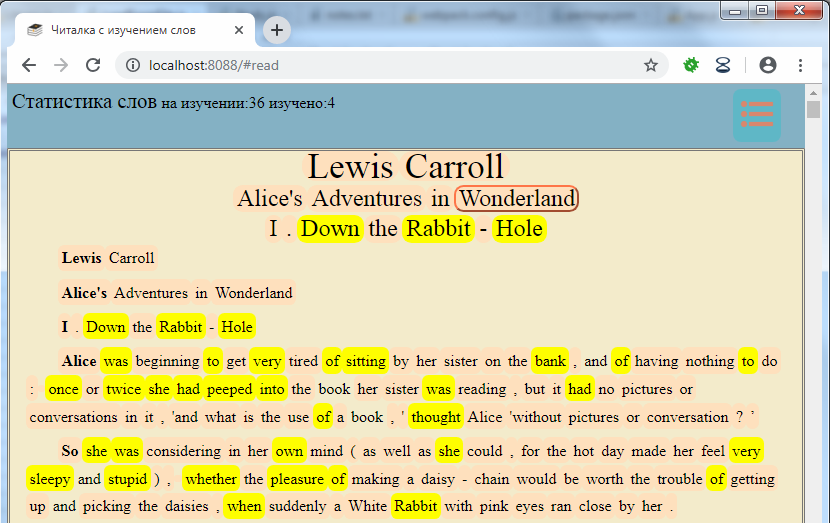 Читалка с изучением слов
localhost:8088/#read
Статистика слов на изучении:36 изучено:4
Lewis Carroll
Alice's Adventures in Wonderland
I . Down the Rabbit - Hole
Lewis Carroll
Alice's Adventures in Wonderland
I . Down the Rabbit - Hole
Alice was beginning to get very tired of sitting by her sister on the bank , and of having nothing to do
: once or twice she had peeped into the book her sister was reading , but it had no pictures or
conversations in it , 'and what is the use of a book , ' thought Alice 'without pictures or conversation ? '
So she was considering in her own mind ( as well as she could , for the hot day made her feel very
sleepy and stupid ) , whether the pleasure of making a daisy - chain would be worth the trouble of getting
up and picking the daisies , when suddenly a White Rabbit with pink eyes ran close by her .